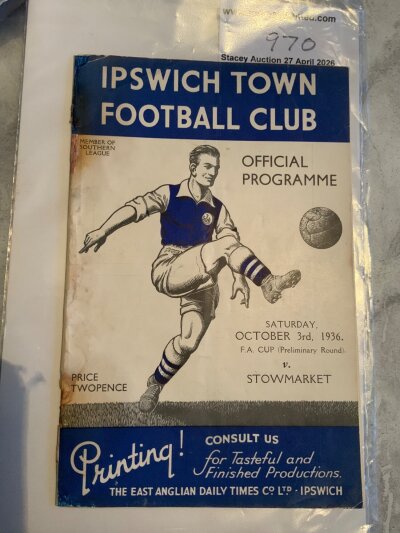 970
Stacey Auction 27 April 2026
IPSWICH TOWN
FOOTBALL CLUB
MEMBER OF
SOUTHERN
LEAGUE
OFFICIAL
PROGRAMME
SATURDAY,
OCTOBER 3rd, 1936.
F.A. CUP (Preliminary Round).
v.
STOWMARKET
PRICE
TWOPENCE
Printing!
CONSULT US
for Tasteful and
Finished Productions.
THE EAST ANGLIAN DAILY TIMES CO LTD · IPSWICH